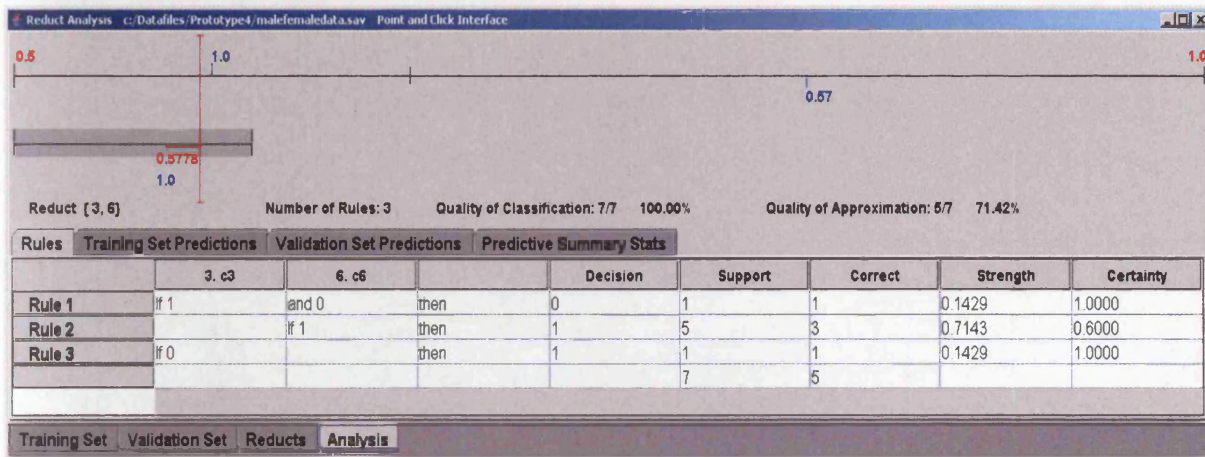 Reduct Analysis c:/Datafiles/Prototype4/malefemaledata.sav Point and Click Interface
0.5 1.0 1.0
0.57
0.5778
1.0
Reduct {3, 6} Number of Rules: 3 Quality of Classification: 7/7 100.00% Quality of Approximation: 5/7 71.42%
Rules Training Set Predictions Validation Set Predictions Predictive Summary Stats
3. c3 6. c6 Decision Support Correct Strength Certainty
Rule 1 If 1 and 0 then 0 1 1 0.1429 1.0000
Rule 2 If 1 then 1 5 3 0.7143 0.6000
Rule 3 If 0 then 1 1 1 0.1429 1.0000
7 5
Training Set Validation Set Reducts Analysis